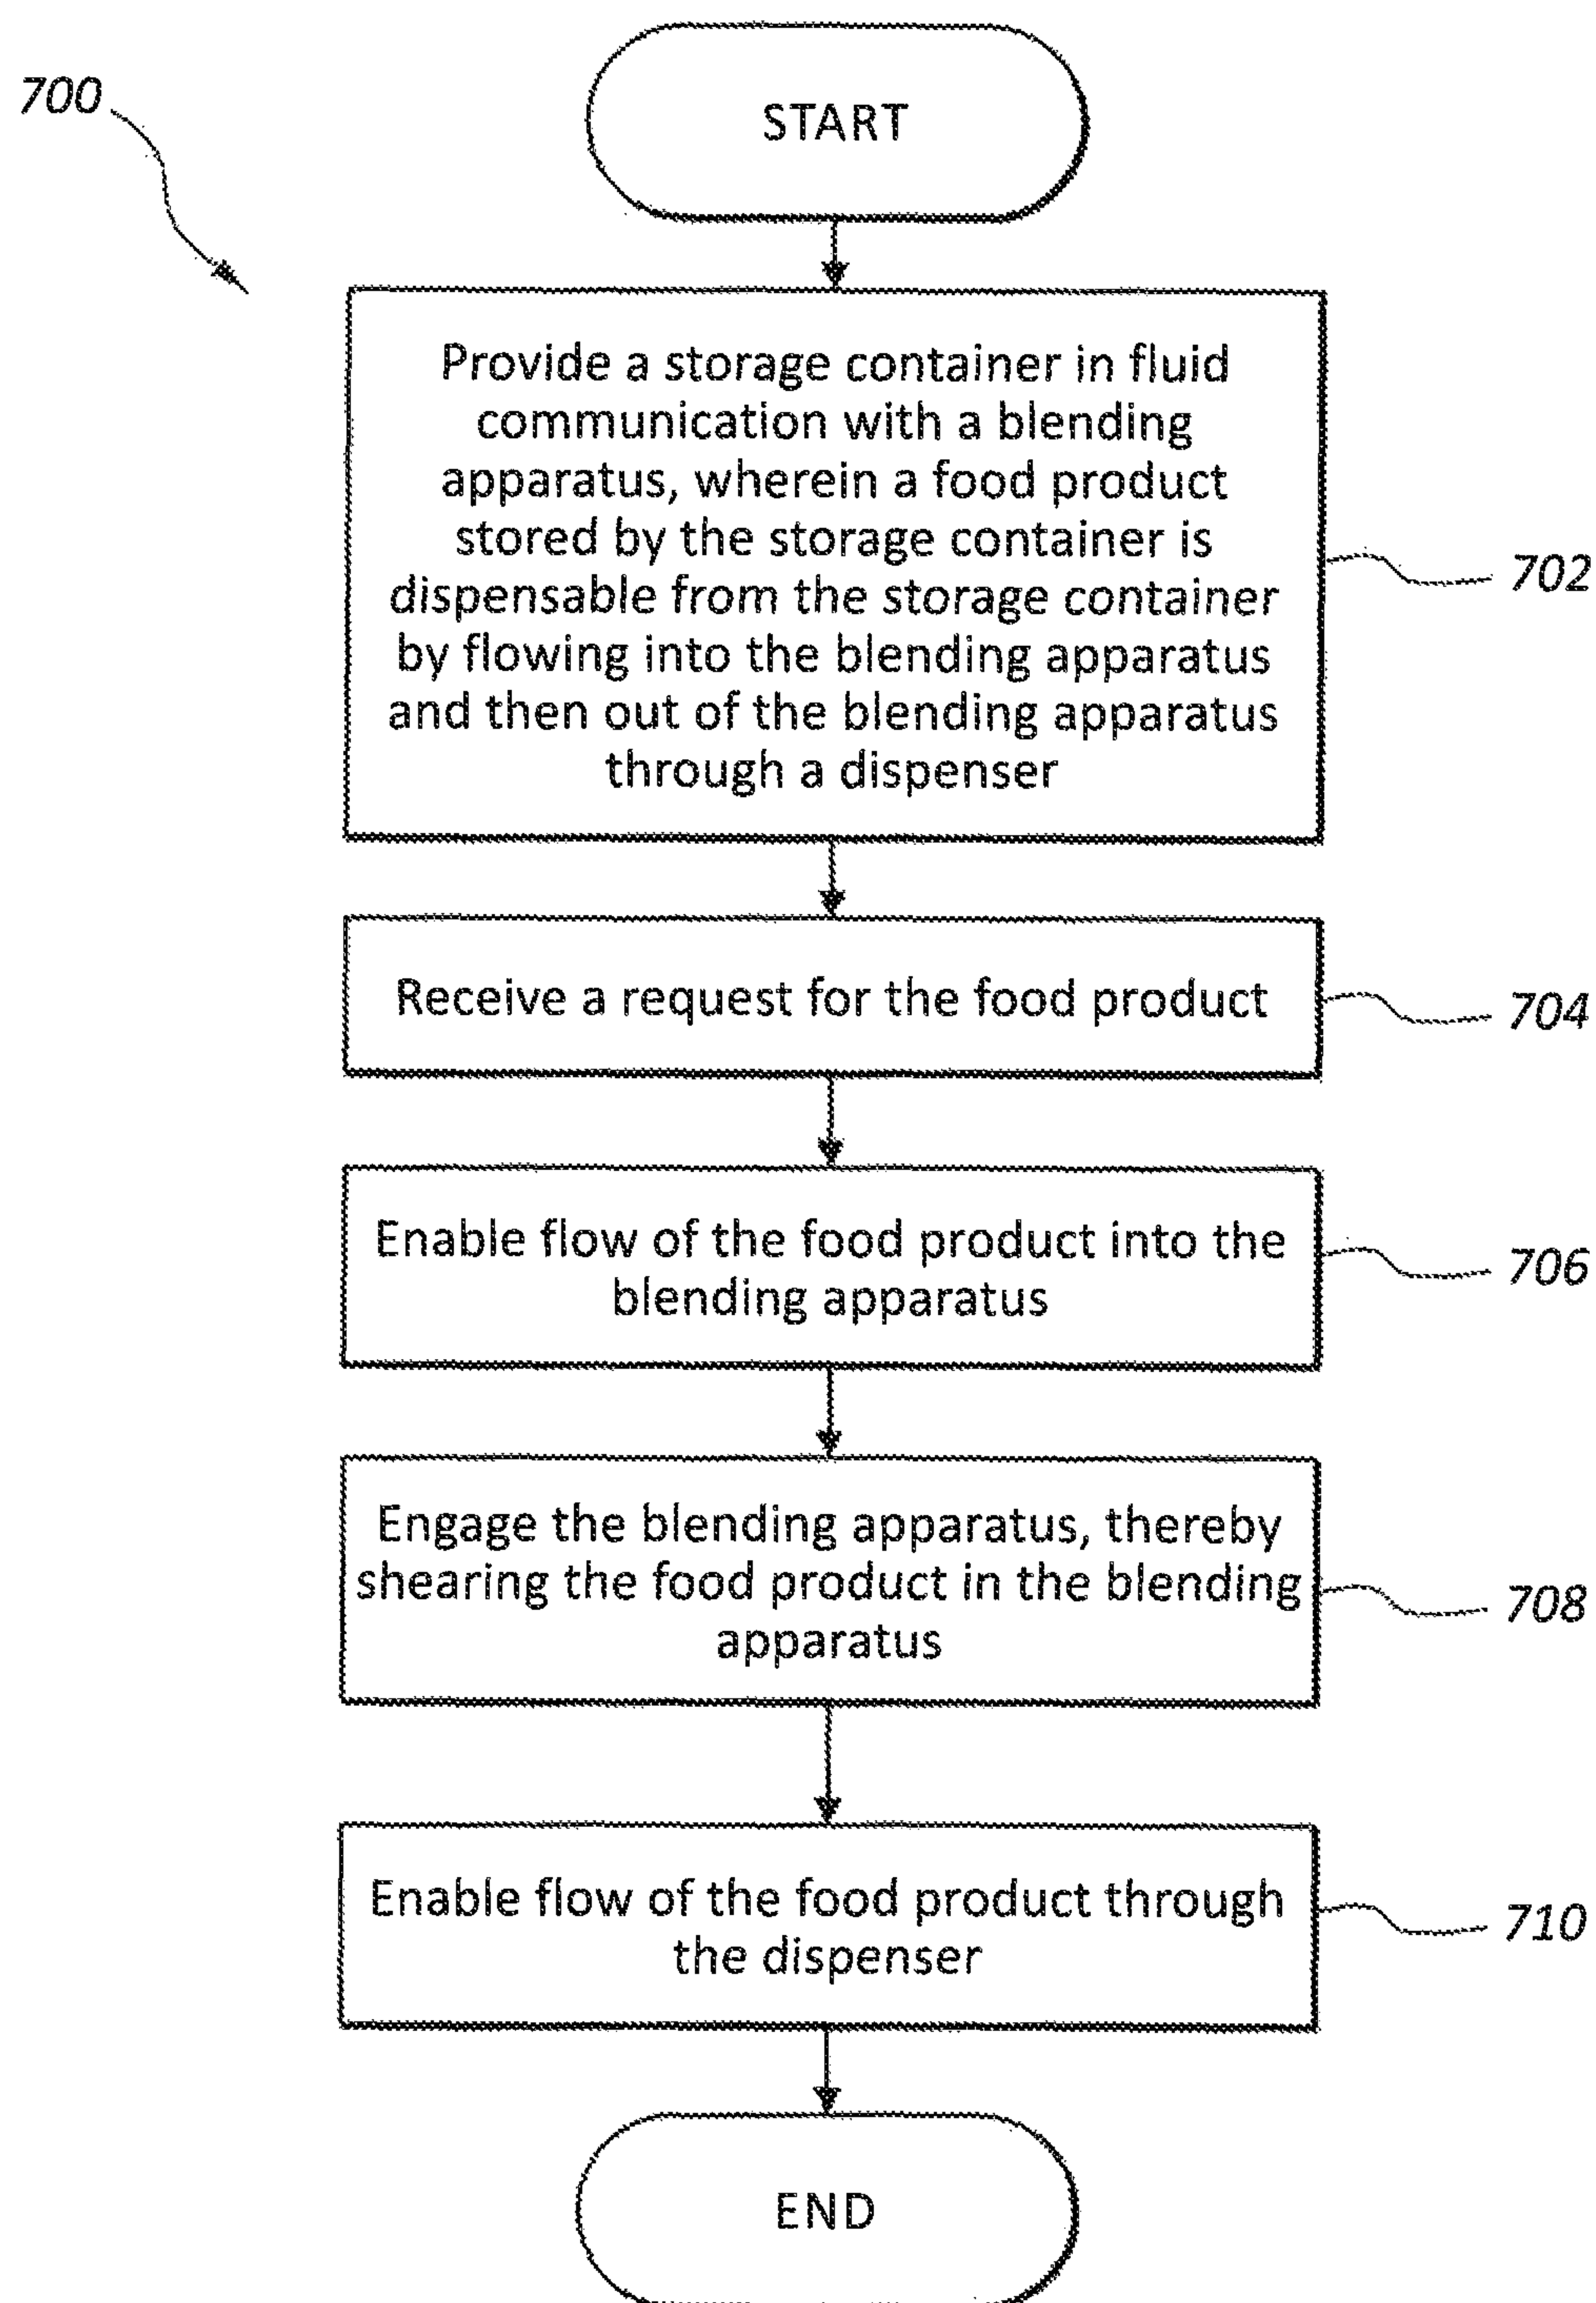 700
START
Provide a storage container in fluid
communication with a blending
apparatus, wherein a food product
stored by the storage container is
dispensable from the storage container
by flowing into the blending apparatus
and then out of the blending apparatus
through a dispenser
702
Receive a request for the food product
704
Enable flow of the food product into the
blending apparatus
706
Engage the blending apparatus, thereby
shearing the food product in the blending
apparatus
708
Enable flow of the food product through
the dispenser
710
END